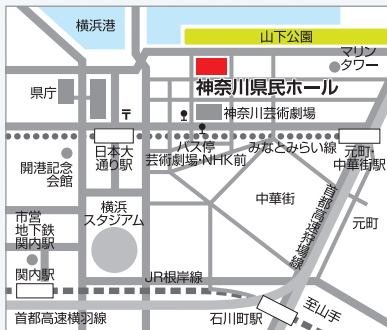 横浜港
山下公園
マリン
タワー
神奈川県民ホール
県庁
神奈川芸術劇場
〒
日本大
通り駅
バス停
芸術劇場・NHK前
みなとみらい線
元町・
中華街駅
開港記念
会館
中華街
首都高速狩場線
元町
横浜
スタジアム
市営
地下鉄
関内駅
関内駅
JR根岸線
首都高速横羽線
石川町駅
至山手